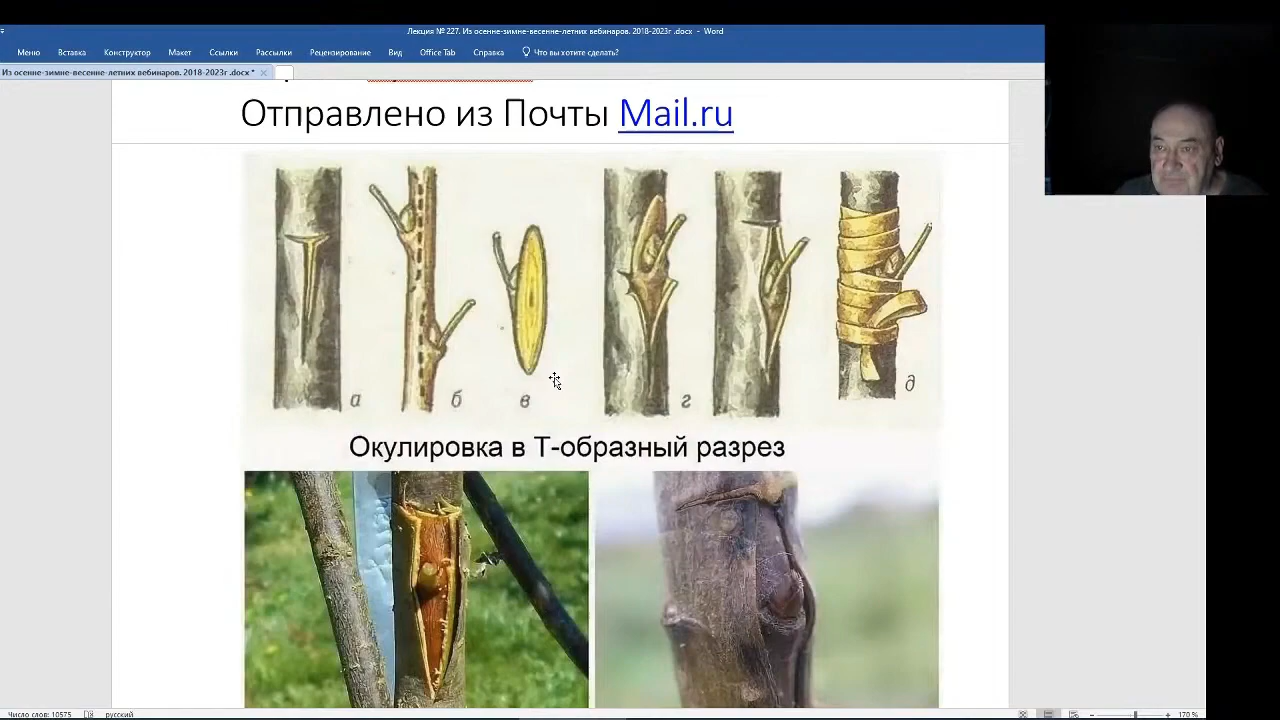 Лекция № 227. Из осенне-зимне-весенне-летних вебинаров. 2018-2023г .docx - Word
Меню Вставка Конструктор Макет Ссылки Рассылки Рецензирование Вид Office Tab Справка Что вы хотите сделать?
Из осенне-зимне-весенне-летних вебинаров. 2018-2023г .docx *
Отправлено из Почты Mail.ru
а б в г д
Окулировка в Т-образный разрез
Число слов: 10575 русский 170 %